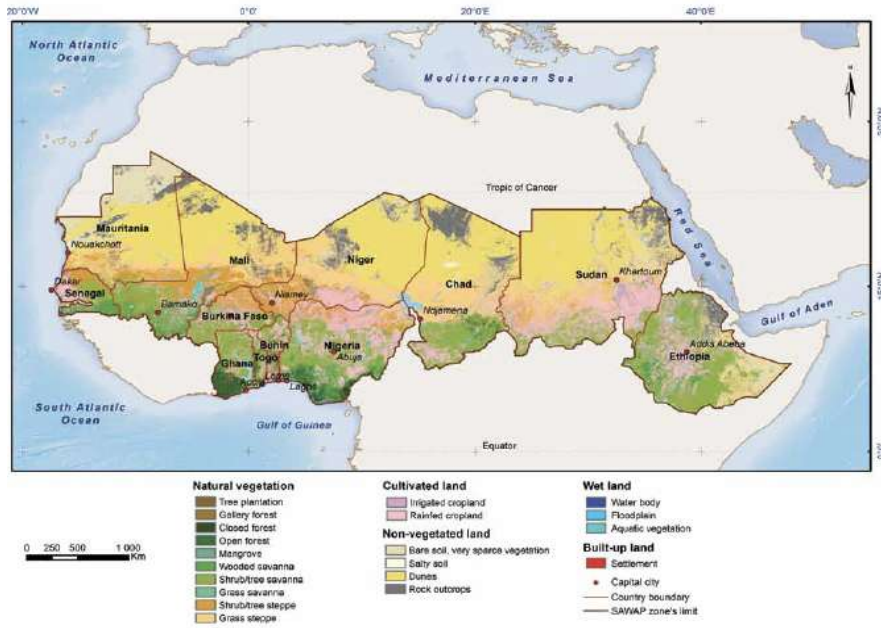 20°0'W
0°0'
20°0'E
40°0'E
North Atlantic
Ocean
Mediterranean Sea
N
Tropic of Cancer
Red Sea
Mauritania
Nouakchott
Mali
Niger
Chad
Sudan
Khartoum
Dakar
Senegal
Bamako
Niamey
Burkina Faso
Ndjamena
15°0'N
Gulf of Aden
Benin
Nigeria
Togo
Ghana
Abuja
Addis Abeba
Ethiopia
Lome
Accra
Lagos
South Atlantic
Ocean
Gulf of Guinea
Equator
0 250 500 1 000
Km
Natural vegetation
Tree plantation
Gallery forest
Closed forest
Open forest
Mangrove
Wooded savanna
Shrub/tree savanna
Grass savanna
Shrub/tree steppe
Grass steppe
Cultivated land
Irrigated cropland
Rainfed cropland
Non-vegetated land
Bare soil, very sparce vegetation
Salty soil
Dunes
Rock outcrops
Wet land
Water body
Floodplain
Aquatic vegetation
Built-up land
Settlement
Capital city
Country boundary
SAWAP zone's limit